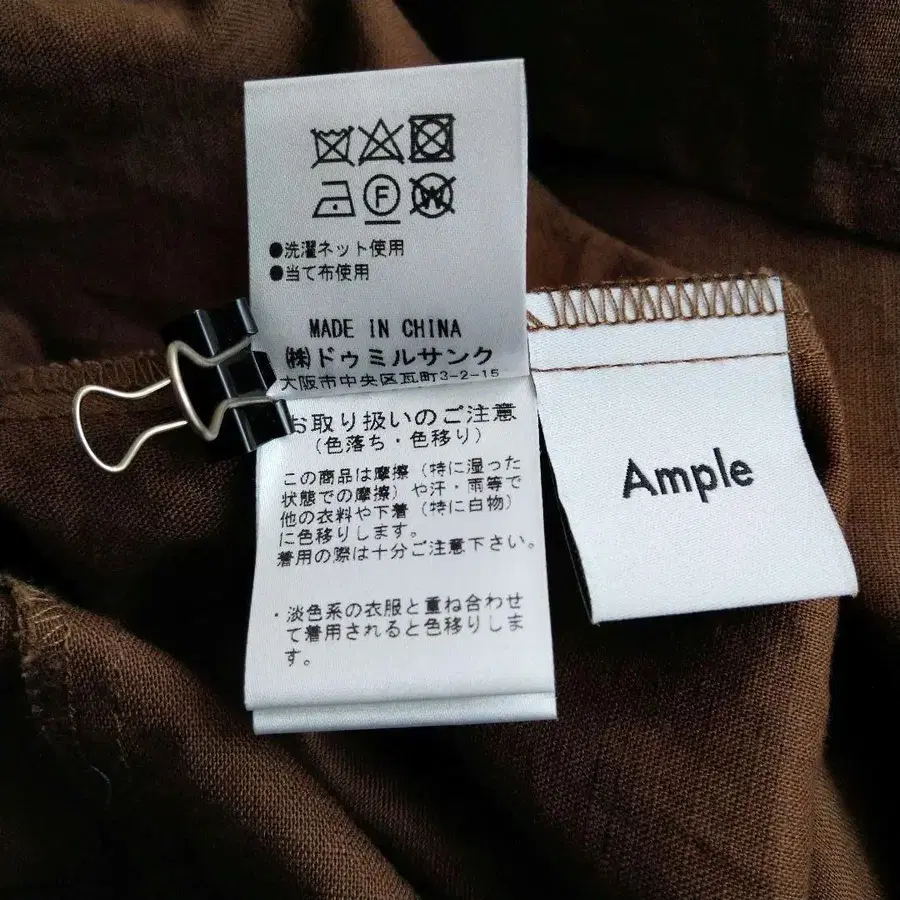 F
W
●洗濯ネット使用
●当て布使用
MADE IN CHINA
㈱ドゥミルサンク
大阪市中央区瓦町3-2-15
お取り扱いのご注意
(色落ち・色移り)
この商品は摩擦(特に湿った
状態での摩擦)や汗・雨等で
他の衣料や下着(特に白物)
に色移りします。
着用の際は十分ご注意下さい。
・淡色系の衣服と重ね合わせ
て着用されると色移りしま
す。
Ample